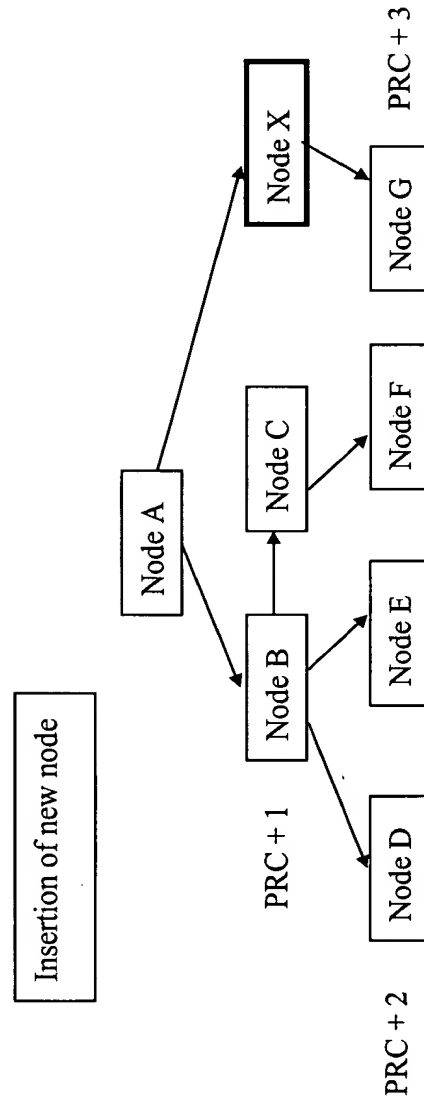 Insertion of new node
Node A
PRC + 1
Node B
Node C
Node X
PRC + 2
Node D
Node E
Node F
Node G
PRC + 3